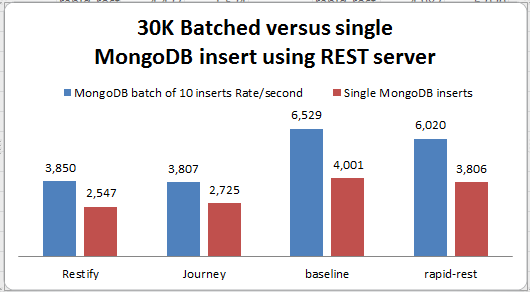 30K Batched versus single
MongoDB insert using REST server
MongoDB batch of 10 inserts Rate/second Single MongoDB inserts
6,529
6,020
3,850 3,807 4,001 3,806
2,547 2,725
Restify Journey baseline rapid-rest